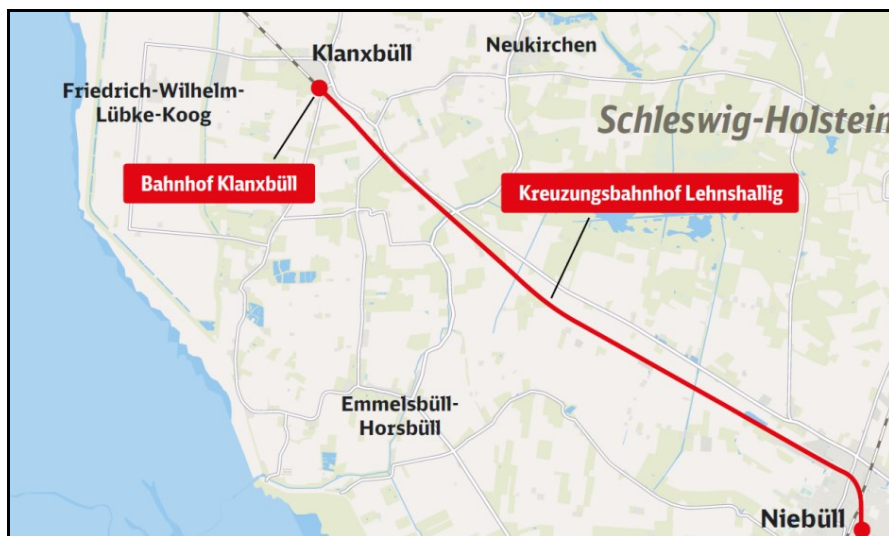 Klanxbüll
Neukirchen
Friedrich-Wilhelm-
Lübke-Koog
Schleswig-Holstein
Bahnhof Klanxbüll
Kreuzungsbahnhof Lehnshallig
Emmelsbüll-
Horsbüll
Niebüll